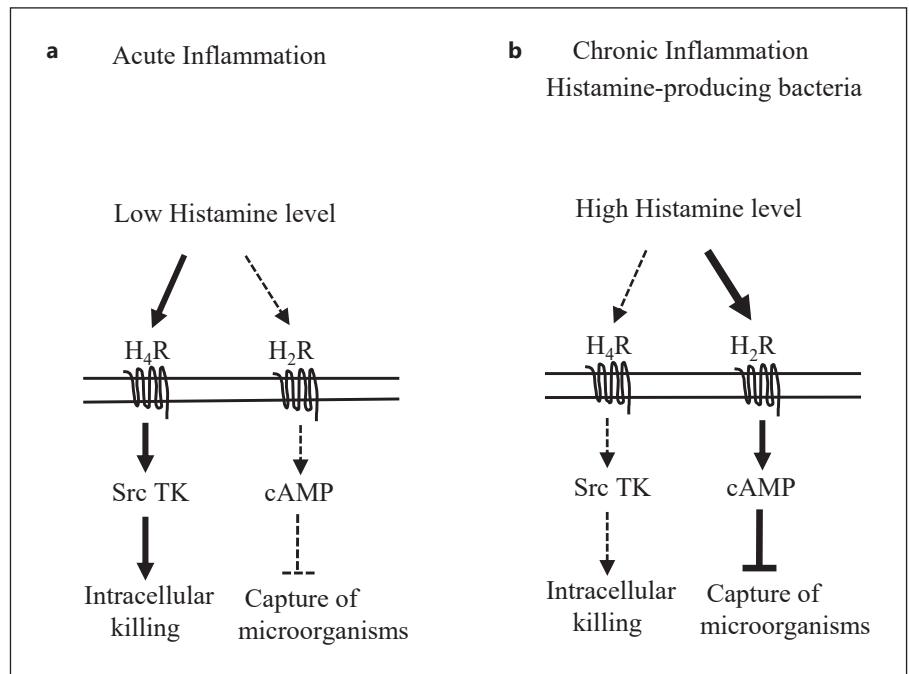 a Acute Inflammation
Low Histamine level
H₄R H₂R
Src TK cAMP
Intracellular
killing
Capture of
microorganisms
b Chronic Inflammation
Histamine-producing bacteria
High Histamine level
H₄R H₂R
Src TK cAMP
Intracellular
killing
Capture of
microorganisms